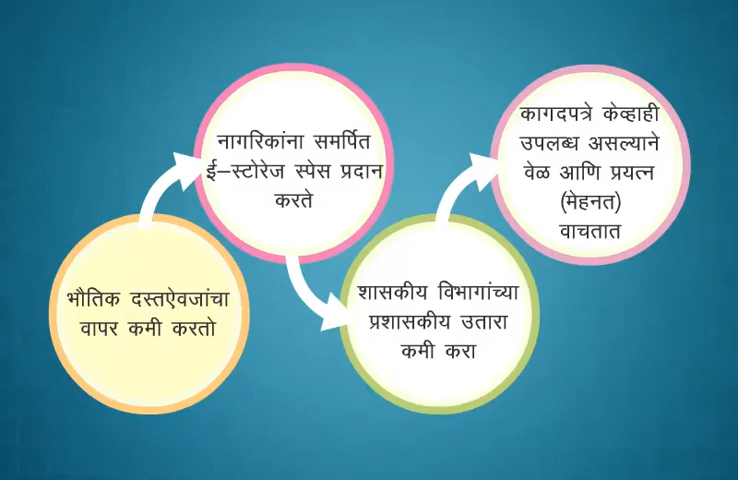 भौतिक दस्तऐवजांचा
वापर कमी करतो
नागरिकांना समर्पित
ई–स्टोरेज स्पेस प्रदान
करते
शासकीय विभागांच्या
प्रशासकीय उतारा
कमी करा
कागदपत्रे केव्हाही
उपलब्ध असल्याने
वेळ आणि प्रयत्न
(मेहनत)
वाचतात